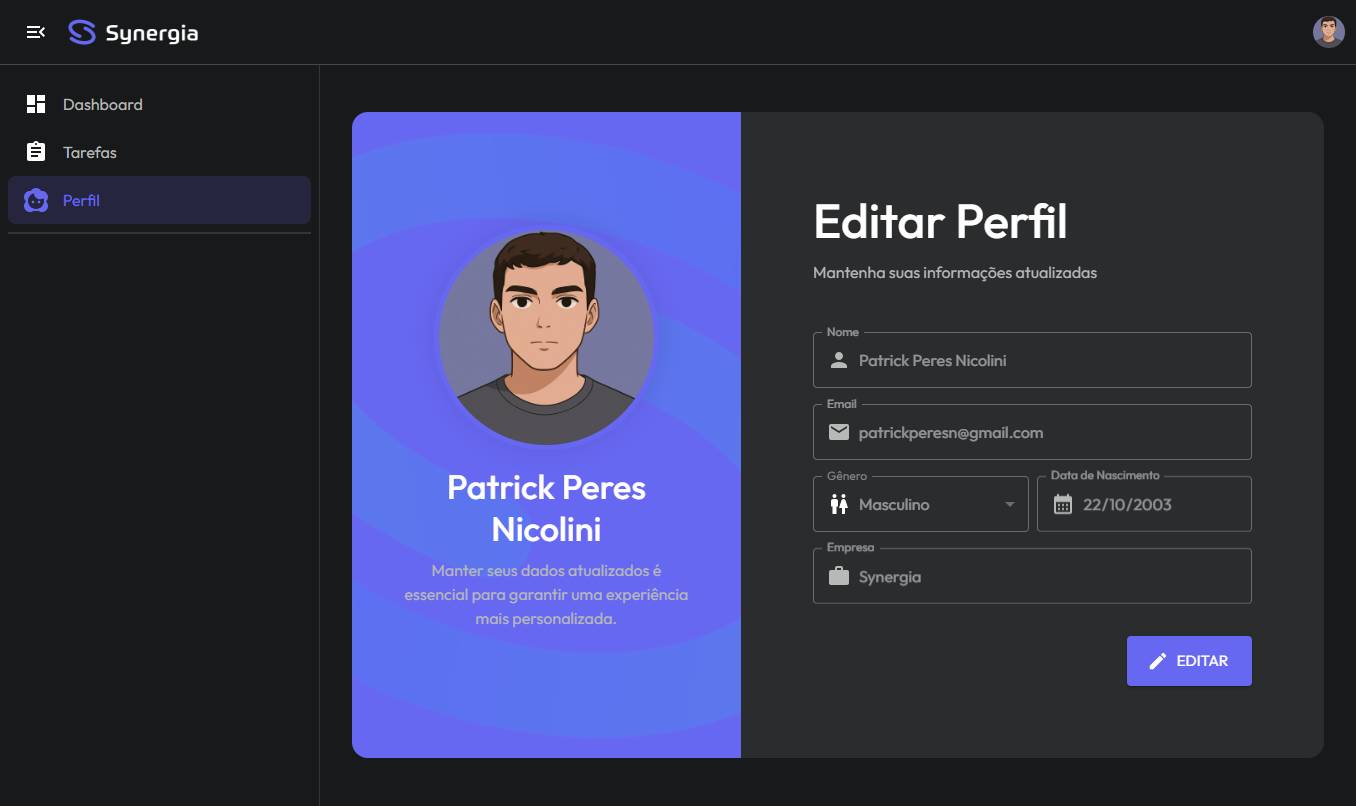 Synergia
Dashboard
Tarefas
Perfil
Patrick Peres
Nicolini
Manter seus dados atualizados é
essencial para garantir uma experiência
mais personalizada.
Editar Perfil
Mantenha suas informações atualizadas
Nome
Patrick Peres Nicolini
Email
patrickperesn@gmail.com
Gênero
Masculino
Data de Nascimento
22/10/2003
Empresa
Synergia
EDITAR